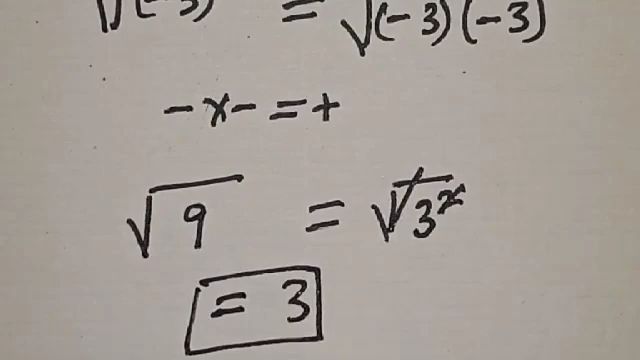 √(-3) = √(-3)(-3)
- x - = +
√9 = √3²
= 3